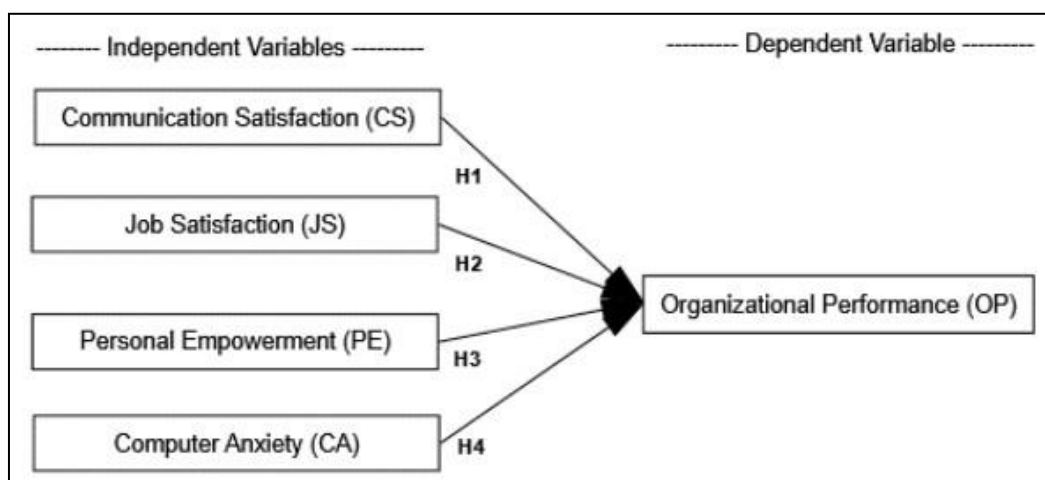 -------- Independent Variables ---------
--------- Dependent Variable ---------
Communication Satisfaction (CS)
H1
Job Satisfaction (JS)
H2
Organizational Performance (OP)
Personal Empowerment (PE)
H3
Computer Anxiety (CA)
H4